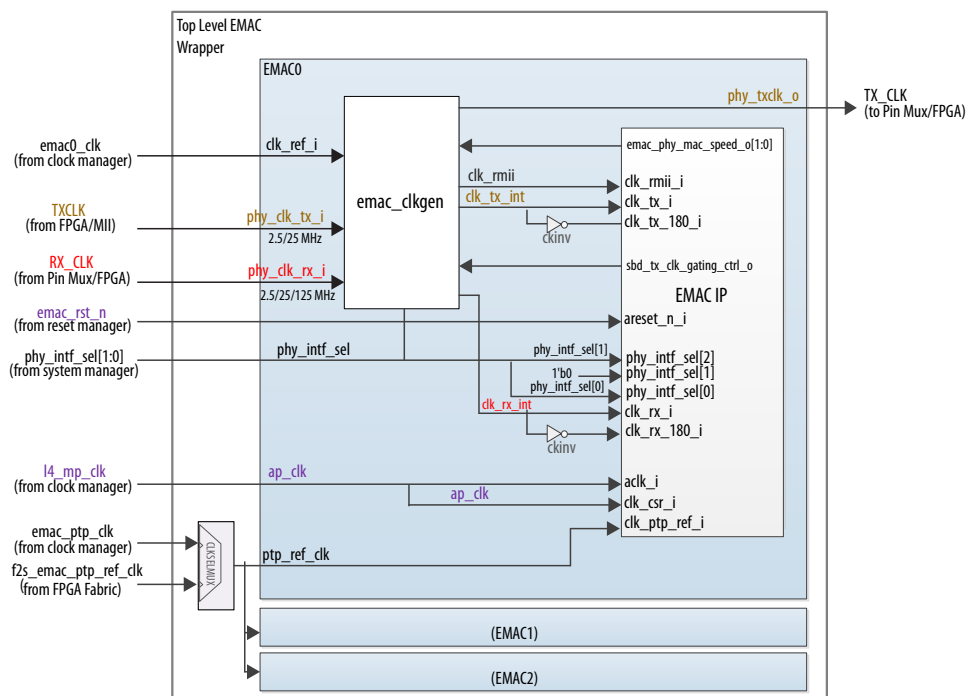 Top Level EMAC
Wrapper
EMAC0
phy_txclk_o
TX_CLK
(to Pin Mux/FPGA)
emac0_clk
(from clock manager)
clk_ref_i
emac_phy_mac_speed_o[1:0]
clk_rmii
clk_rmii_i
emac_clkgen
clk_tx_int
clk_tx_i
TXCLK
(from FPGA/MII)
phy_clk_tx_i
2.5/25 MHz
clk_tx_180_i
ckinv
RX_CLK
(from Pin Mux/FPGA)
phy_clk_rx_i
2.5/25/125 MHz
sbd_tx_clk_gating_ctrl_o
EMAC IP
emac_rst_n
(from reset manager)
areset_n_i
phy_intf_sel[1:0]
(from system manager)
phy_intf_sel
phy_intf_sel[1]
phy_intf_sel[2]
1'b0
phy_intf_sel[1]
phy_intf_sel[0]
phy_intf_sel[0]
clk_rx_int
clk_rx_i
clk_rx_180_i
ckinv
l4_mp_clk
(from clock manager)
ap_clk
aclk_i
ap_clk
clk_csr_i
emac_ptp_clk
(from clock manager)
clk_ptp_ref_i
CLKSELMUX
ptp_ref_clk
f2s_emac_ptp_ref_clk
(from FPGA Fabric)
(EMAC1)
(EMAC2)